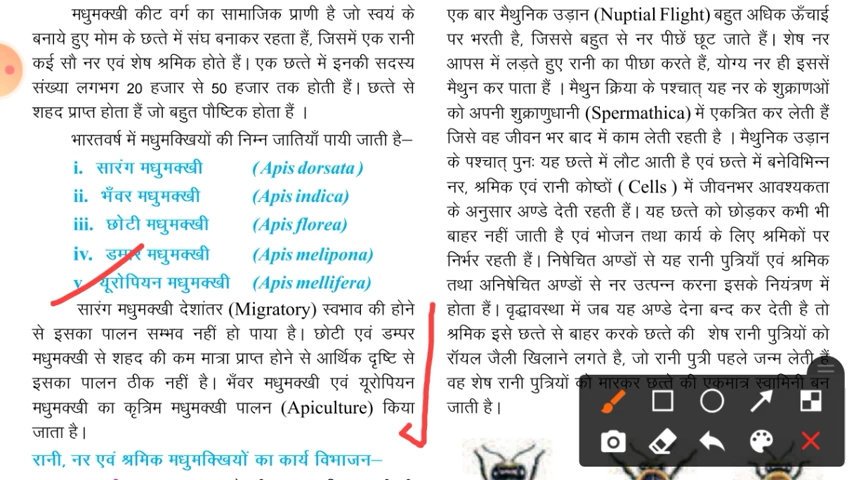 मधुमक्खी कीट वर्ग का सामाजिक प्राणी है जो स्वयं के
बनाये हुए मोम के छत्ते में संघ बनाकर रहता हैं, जिसमें एक रानी
कई सौ नर एवं शेष श्रमिक होते हैं। एक छत्ते में इनकी सदस्य
संख्या लगभग 20 हजार से 50 हजार तक होती हैं। छत्ते से
शहद प्राप्त होता हैं जो बहुत पौष्टिक होता हैं ।
भारतवर्ष में मधुमक्खियों की निम्न जातियाँ पायी जाती है–
i. सारंग मधुमक्खी (Apis dorsata )
ii. भँवर मधुमक्खी (Apis indica)
iii. छोटी मधुमक्खी (Apis florea)
iv. डम्पर मधुमक्खी (Apis melipona)
v. यूरोपियन मधुमक्खी (Apis mellifera)
सारंग मधुमक्खी देशांतर (Migratory) स्वभाव की होने
से इसका पालन सम्भव नहीं हो पाया है। छोटी एवं डम्पर
मधुमक्खी से शहद की कम मात्रा प्राप्त होने से आर्थिक दृष्टि से
इसका पालन ठीक नहीं है। भँवर मधुमक्खी एवं यूरोपियन
मधुमक्खी का कृत्रिम मधुमक्खी पालन (Apiculture) किया
जाता है।
रानी, नर एवं श्रमिक मधुमक्खियों का कार्य विभाजन–
एक बार मैथुनिक उड़ान (Nuptial Flight) बहुत अधिक ऊँचाई
पर भरती है, जिससे बहुत से नर पीछें छूट जाते हैं। शेष नर
आपस में लड़ते हुए रानी का पीछा करते हैं, योग्य नर ही इससें
मैथुन कर पाता हैं । मैथुन क्रिया के पश्चात् यह नर के शुक्राणओं
को अपनी शुक्राणुधानी (Spermathica) में एकत्रित कर लेती हैं
जिसे वह जीवन भर बाद में काम लेती रहती है । मैथुनिक उड़ान
के पश्चात् पुनः यह छत्ते में लौट आती है एवं छत्ते में बनेविभिन्न
नर, श्रमिक एवं रानी कोष्ठों ( Cells ) में जीवनभर आवश्यकता
के अनुसार अण्डे देती रहती हैं। यह छत्ते को छोड़कर कभी भी
बाहर नहीं जाती है एवं भोजन तथा कार्य के लिए श्रमिकों पर
निर्भर रहती हैं। निषेचित अण्डों से यह रानी पुत्रियाँ एवं श्रमिक
तथा अनिषेचित अण्डों से नर उत्पन्न करना इसके नियंत्रण में
होता हैं। वृद्धावस्था में जब यह अण्डे देना बन्द कर देती है तो
श्रमिक इसे छत्ते से बाहर करके छत्ते की शेष रानी पुत्रियों को
रॉयल जैली खिलाने लगते है, जो रानी पुत्री पहले जन्म लेती हैं
वह शेष रानी पुत्रियों को मारकर छत्ते की एकमात्र स्वामिनी बन
जाती है।